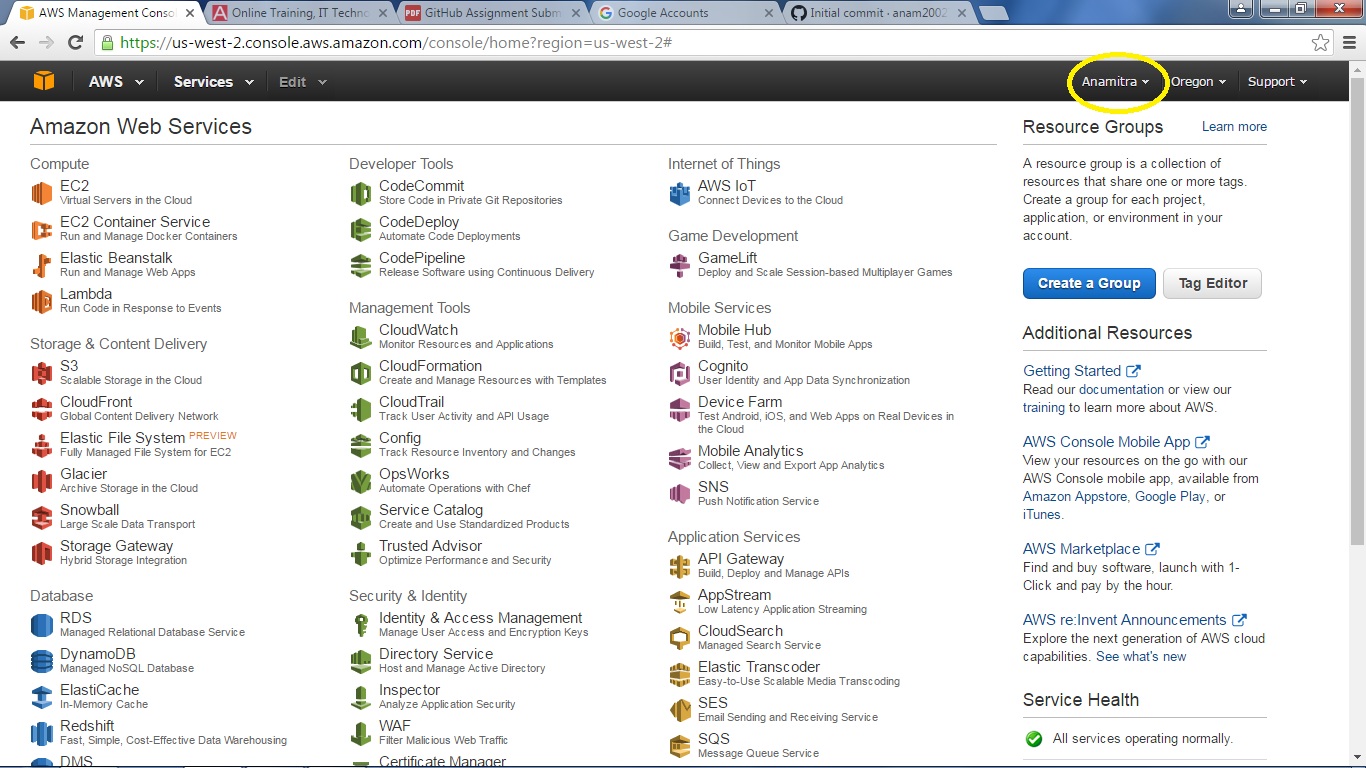 AWS Management Conso
Online Training, IT Techno
GitHub Assignment Subm
Google Accounts
Initial commit - anam2002
https://us-west-2.console.aws.amazon.com/console/home?region=us-west-2#
AWS
Services
Edit
Anamitra
Oregon
Support
Amazon Web Services
Compute
EC2
Virtual Servers in the Cloud
EC2 Container Service
Run and Manage Docker Containers
Elastic Beanstalk
Run and Manage Web Apps
Lambda
Run Code in Response to Events
Storage & Content Delivery
S3
Scalable Storage in the Cloud
CloudFront
Global Content Delivery Network
Elastic File System PREVIEW
Fully Managed File System for EC2
Glacier
Archive Storage in the Cloud
Snowball
Large Scale Data Transport
Storage Gateway
Hybrid Storage Integration
Database
RDS
Managed Relational Database Service
DynamoDB
Managed NoSQL Database
ElastiCache
In-Memory Cache
Redshift
Fast, Simple, Cost-Effective Data Warehousing
DMS
Developer Tools
CodeCommit
Store Code in Private Git Repositories
CodeDeploy
Automate Code Deployments
CodePipeline
Release Software using Continuous Delivery
Management Tools
CloudWatch
Monitor Resources and Applications
CloudFormation
Create and Manage Resources with Templates
CloudTrail
Track User Activity and API Usage
Config
Track Resource Inventory and Changes
OpsWorks
Automate Operations with Chef
Service Catalog
Create and Use Standardized Products
Trusted Advisor
Optimize Performance and Security
Security & Identity
Identity & Access Management
Manage User Access and Encryption Keys
Directory Service
Host and Manage Active Directory
Inspector
Analyze Application Security
WAF
Filter Malicious Web Traffic
Certificate Manager
Internet of Things
AWS IoT
Connect Devices to the Cloud
Game Development
GameLift
Deploy and Scale Session-based Multiplayer Games
Mobile Services
Mobile Hub
Build, Test, and Monitor Mobile Apps
Cognito
User Identity and App Data Synchronization
Device Farm
Test Android, iOS, and Web Apps on Real Devices in
the Cloud
Mobile Analytics
Collect, View and Export App Analytics
SNS
Push Notification Service
Application Services
API Gateway
Build, Deploy and Manage APIs
AppStream
Low Latency Application Streaming
CloudSearch
Managed Search Service
Elastic Transcoder
Easy-to-Use Scalable Media Transcoding
SES
Email Sending and Receiving Service
SQS
Message Queue Service
Resource Groups
Learn more
A resource group is a collection of
resources that share one or more tags.
Create a group for each project,
application, or environment in your
account.
Create a Group
Tag Editor
Additional Resources
Getting Started
Read our documentation or view our
training to learn more about AWS.
AWS Console Mobile App
View your resources on the go with our
AWS Console mobile app, available from
Amazon Appstore, Google Play, or
iTunes.
AWS Marketplace
Find and buy software, launch with 1-
Click and pay by the hour.
AWS re:Invent Announcements
Explore the next generation of AWS cloud
capabilities. See what's new
Service Health
All services operating normally.